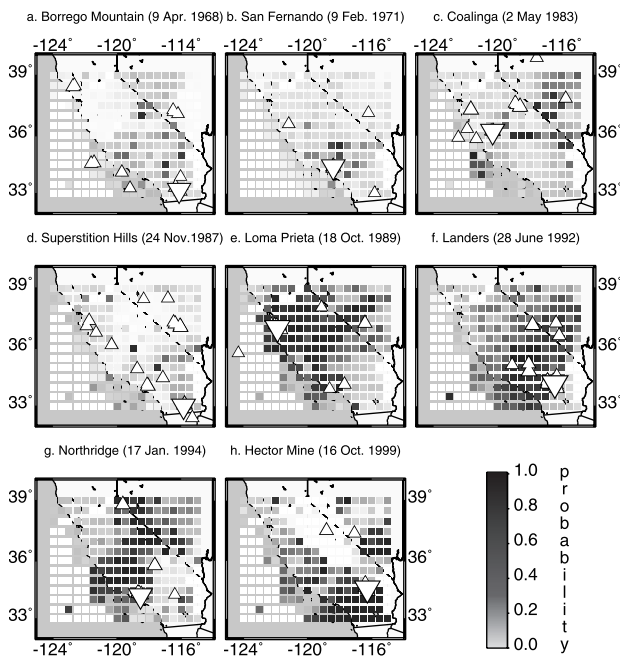 a. Borrego Mountain (9 Apr. 1968) b. San Fernando (9 Feb. 1971) c. Coalinga (2 May 1983)
-124° -120° -114° -120° -116° -124° -120° -116°
39° 39°
36° 36°
33° 33°
d. Superstition Hills (24 Nov.1987) e. Loma Prieta (18 Oct. 1989) f. Landers (28 June 1992)
39° 39°
36° 36°
33° 33°
g. Northridge (17 Jan. 1994) h. Hector Mine (16 Oct. 1999)
39° 39°
36° 36°
33° 33°
-124° -120° -116° -124° -120° -116°
1.0
0.8
0.6
0.4
0.2
0.0
probability